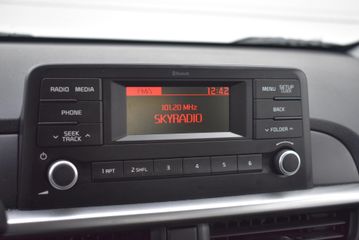 Bluetooth
RADIO MEDIA
FM1 12:42
MENU SETUP
101.20 MHz
SKYRADIO
PHONE
BACK
SEEK
TRACK
FOLDER
1 RPT 2 SHFL 3 4 5 6